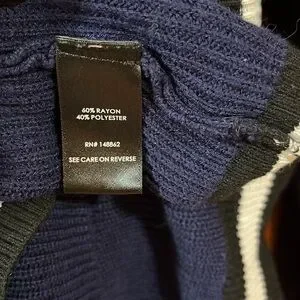 60% RAYON
40% POLYESTER
RN# 148862
SEE CARE ON REVERSE